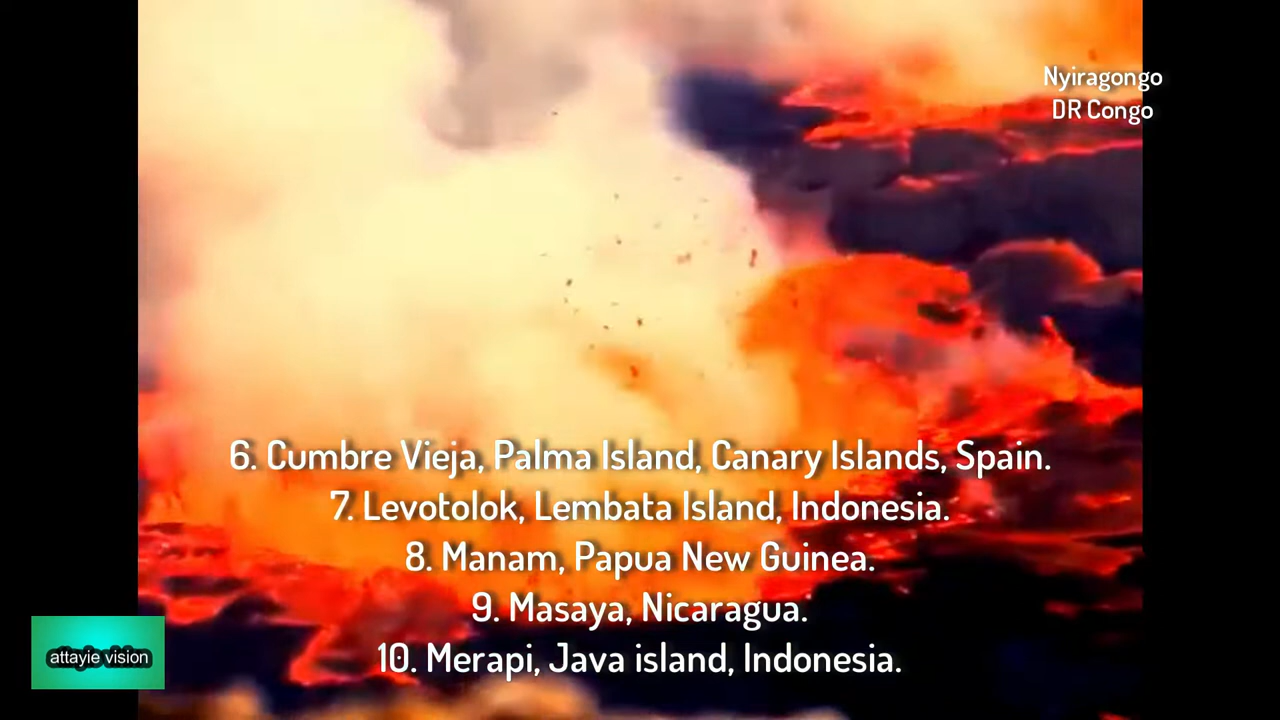 Nyiragongo
DR Congo
6. Cumbre Vieja, Palma Island, Canary Islands, Spain.
7. Levotolok, Lembata Island, Indonesia.
8. Manam, Papua New Guinea.
9. Masaya, Nicaragua.
10. Merapi, Java island, Indonesia.
attayie vision